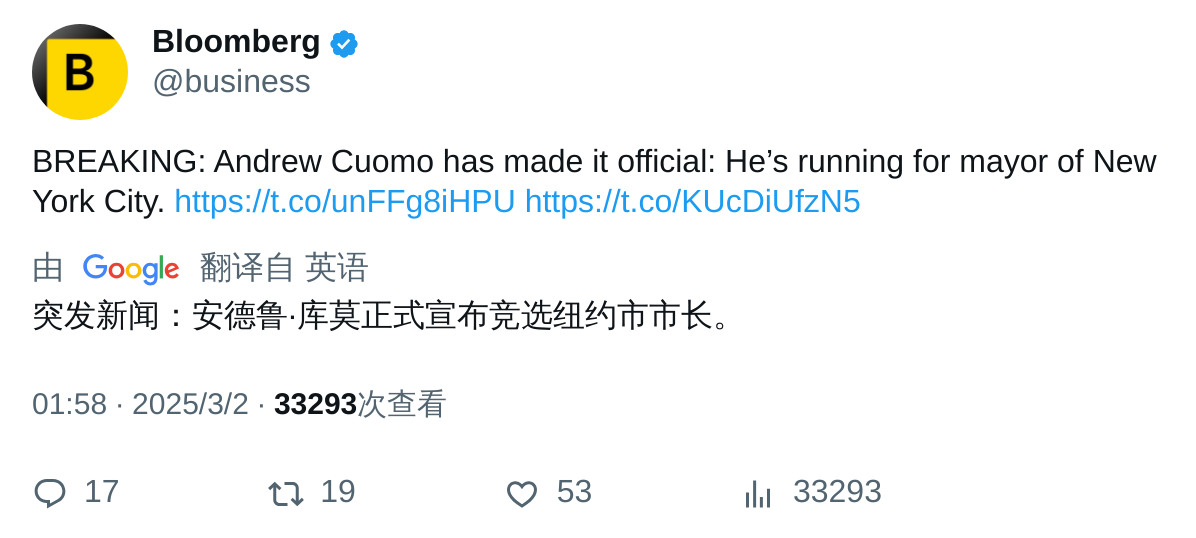 B
Bloomberg
@business
BREAKING: Andrew Cuomo has made it official: He’s running for mayor of New
York City. https://t.co/unFFg8iHPU https://t.co/KUcDiUfzN5
由 Google 翻译自 英语
突发新闻：安德鲁·库莫正式宣布竞选纽约市市长。
01:58 · 2025/3/2 · 33293次查看
17 19 53 33293